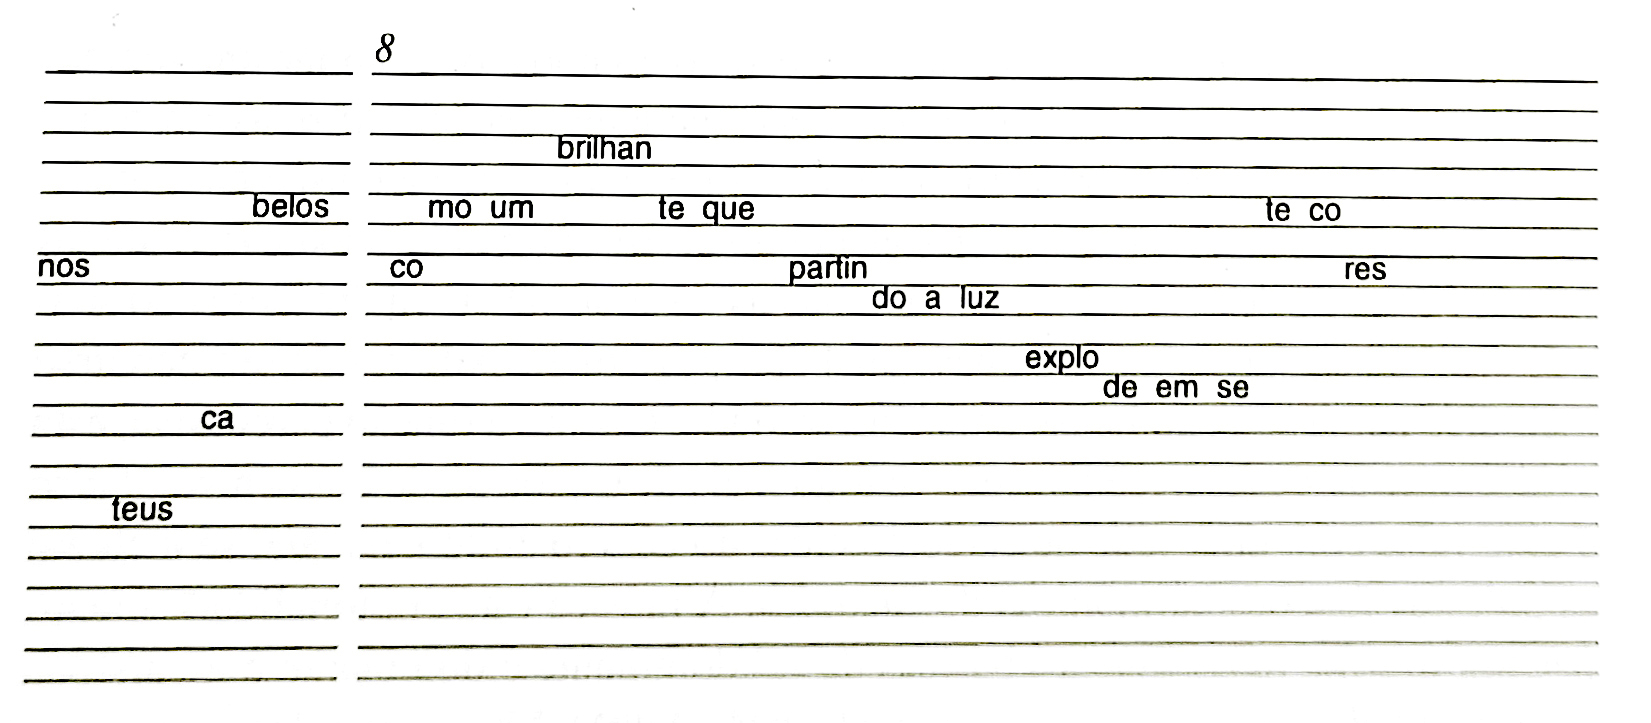 8
brilhan
belos mo um te que te co
nos co partin res
do a luz
explo
de em se
ca
teus